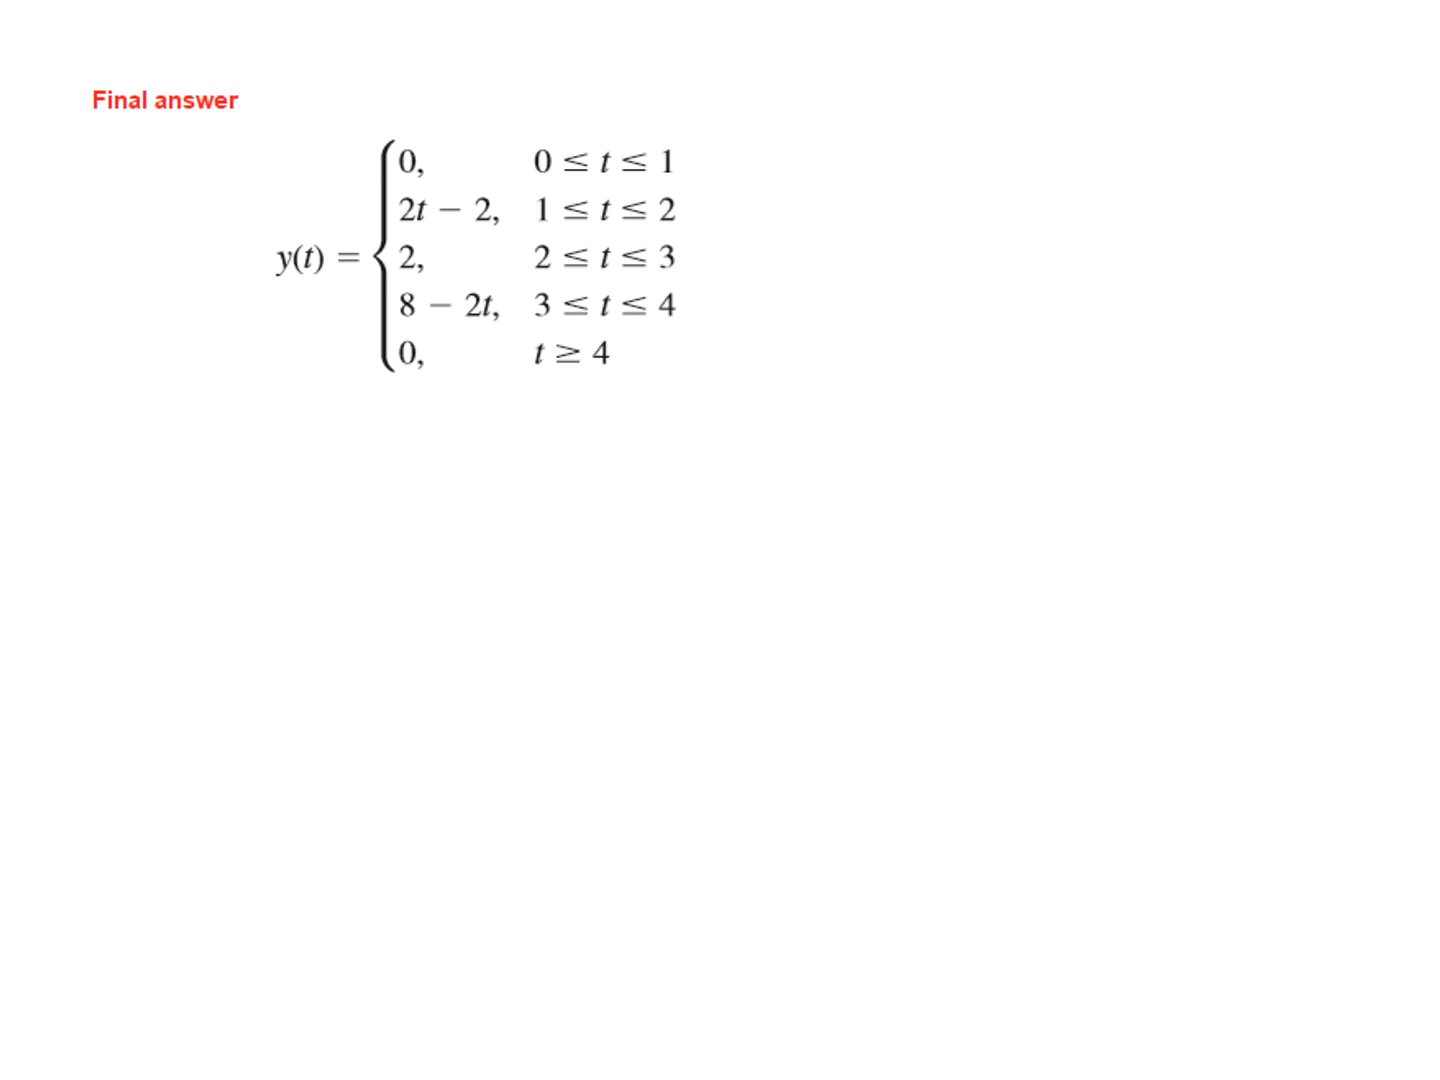 Final answer
0, 0 ≤ t ≤ 1
2t − 2, 1 ≤ t ≤ 2
y(t) = { 2, 2 ≤ t ≤ 3
8 − 2t, 3 ≤ t ≤ 4
0, t ≥ 4